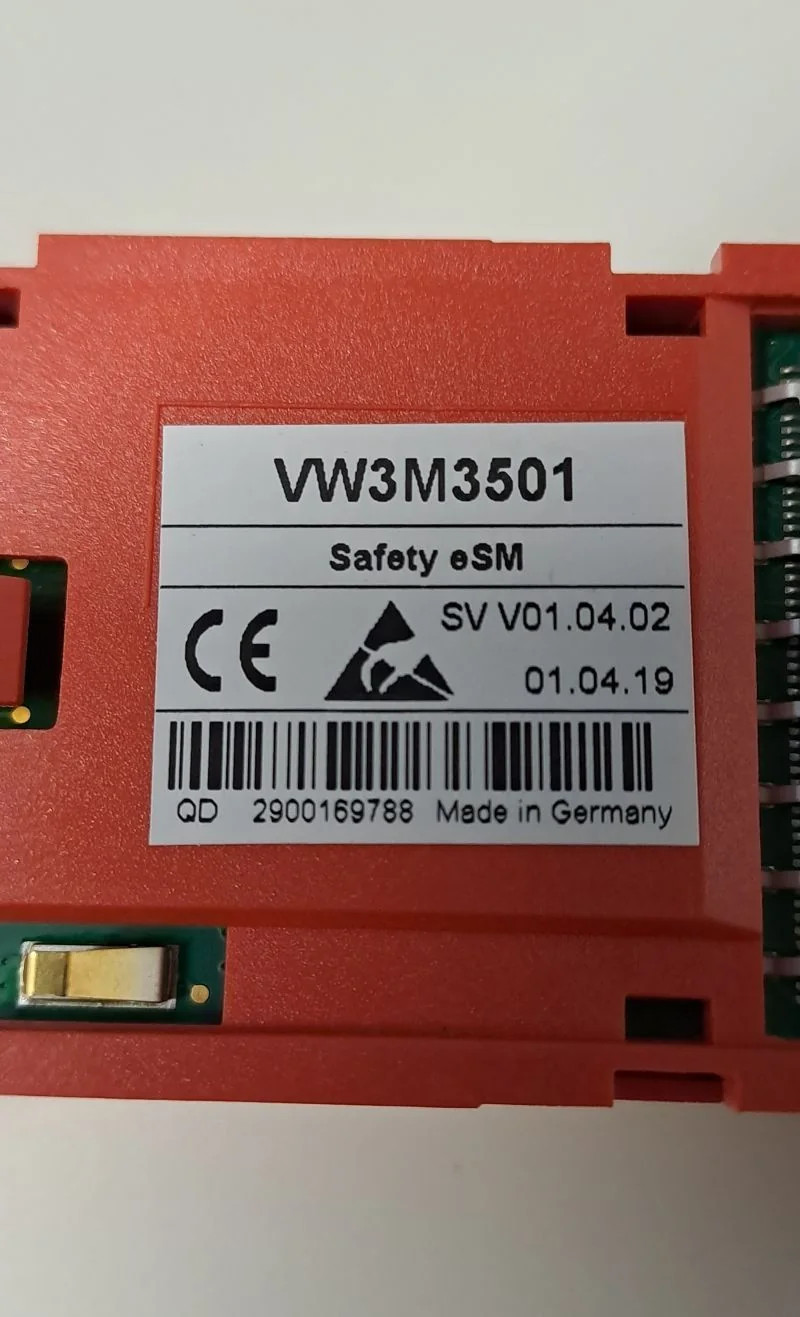 VW3M3501
Safety eSM
CE SV V01.04.02
01.04.19
QD 2900169788 Made in Germany